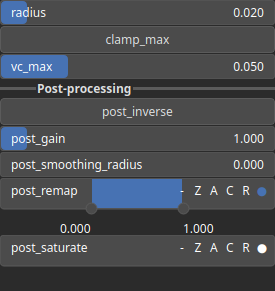 radius 0.020
clamp_max
vc_max 0.050
Post-processing
post_inverse
post_gain 1.000
post_smoothing_radius 0.000
post_remap - Z A C R
0.000 1.000
post_saturate - Z A C R